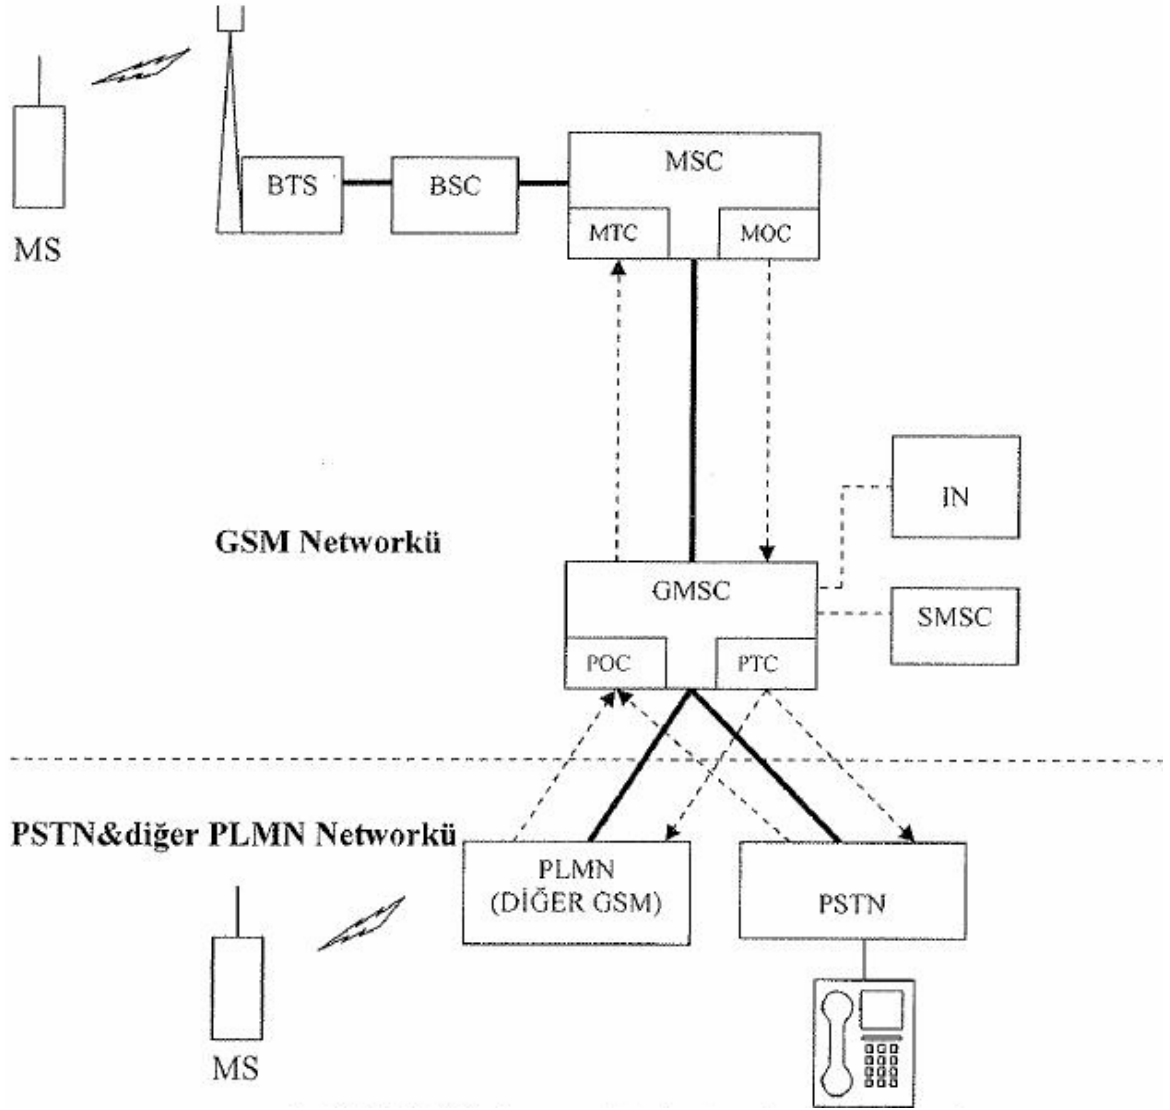 BTS
BSC
MSC
MTC
MOC
MS
IN
GSM Networkü
GMSC
SMSC
POC
PTC
PSTN&diğer PLMN Networkü
PLMN
(DİĞER GSM)
PSTN
MS